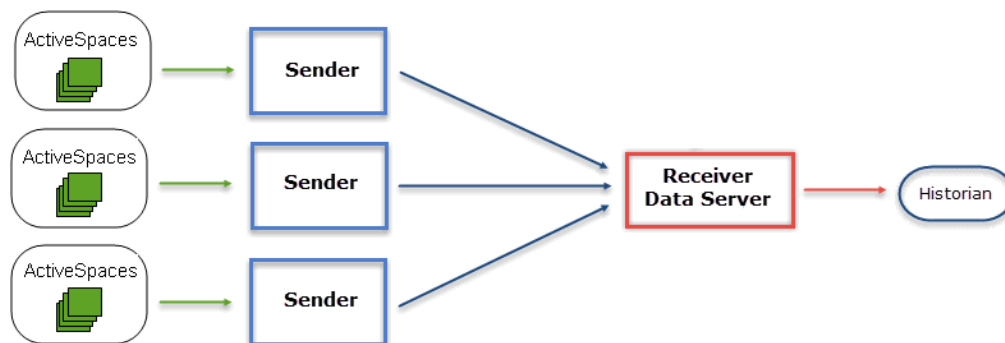 ActiveSpaces
Sender
ActiveSpaces
Sender
Receiver
Data Server
Historian
ActiveSpaces
Sender